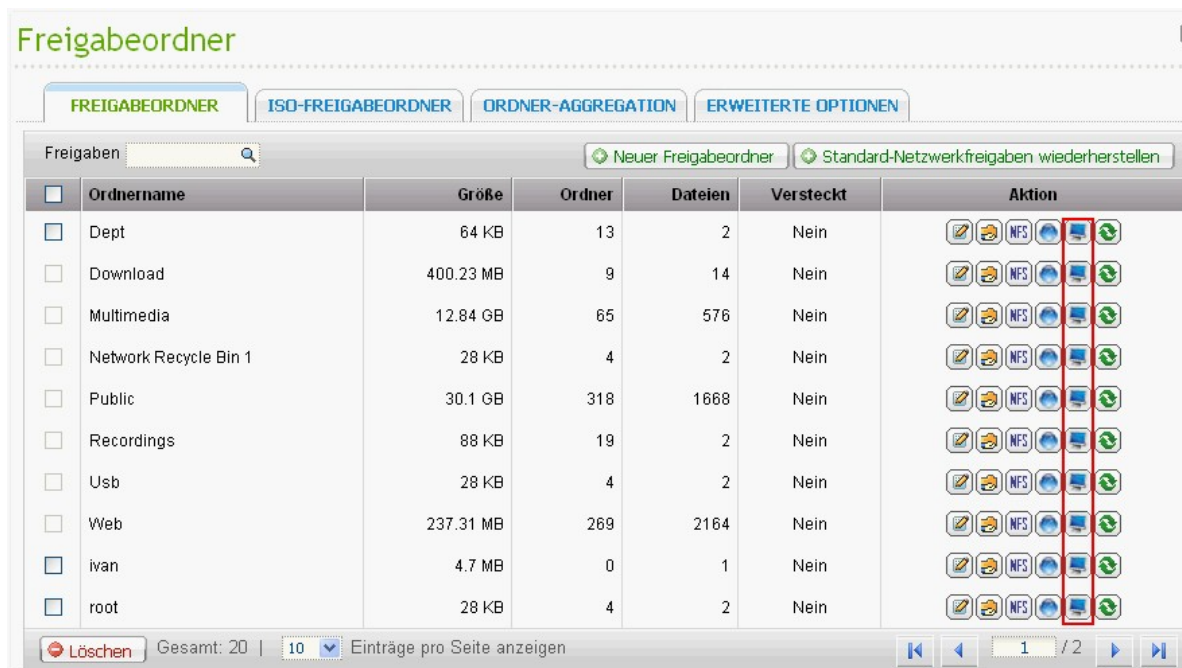 Freigabeordner
FREIGABEORDNER ISO-FREIGABEORDNER ORDNER-AGGREGATION ERWEITERTE OPTIONEN
Freigaben Neuer Freigabeordner Standard-Netzwerkfreigaben wiederherstellen
Ordnername Größe Ordner Dateien Versteckt Aktion
Dept 64 KB 13 2 Nein NFS
Download 400.23 MB 9 14 Nein NFS
Multimedia 12.84 GB 65 576 Nein NFS
Network Recycle Bin 1 28 KB 4 2 Nein NFS
Public 30.1 GB 318 1668 Nein NFS
Recordings 88 KB 19 2 Nein NFS
Usb 28 KB 4 2 Nein NFS
Web 237.31 MB 269 2164 Nein NFS
ivan 4.7 MB 0 1 Nein NFS
root 28 KB 4 2 Nein NFS
Löschen Gesamt: 20 | 10 Einträge pro Seite anzeigen 1 / 2